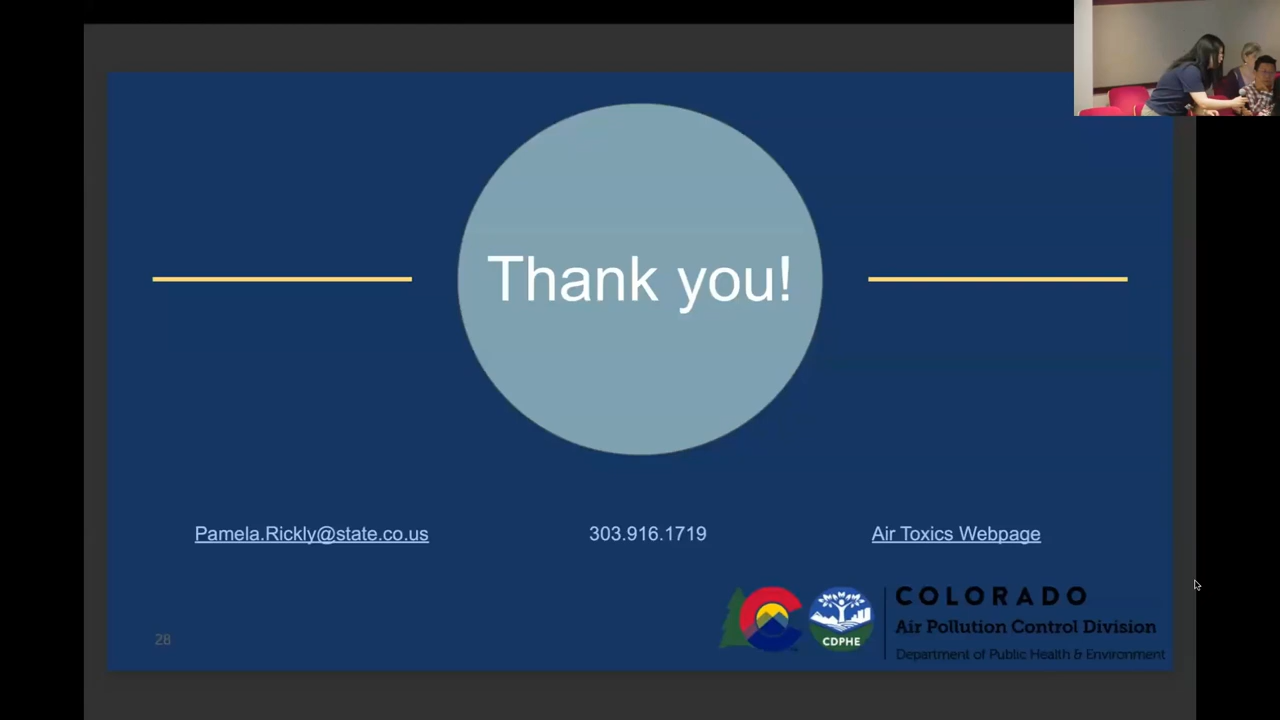 Thank you!
Pamela.Rickly@state.co.us
303.916.1719
Air Toxics Webpage
COLORADO
Air Pollution Control Division
CDPHE
Department of Public Health & Environment
28